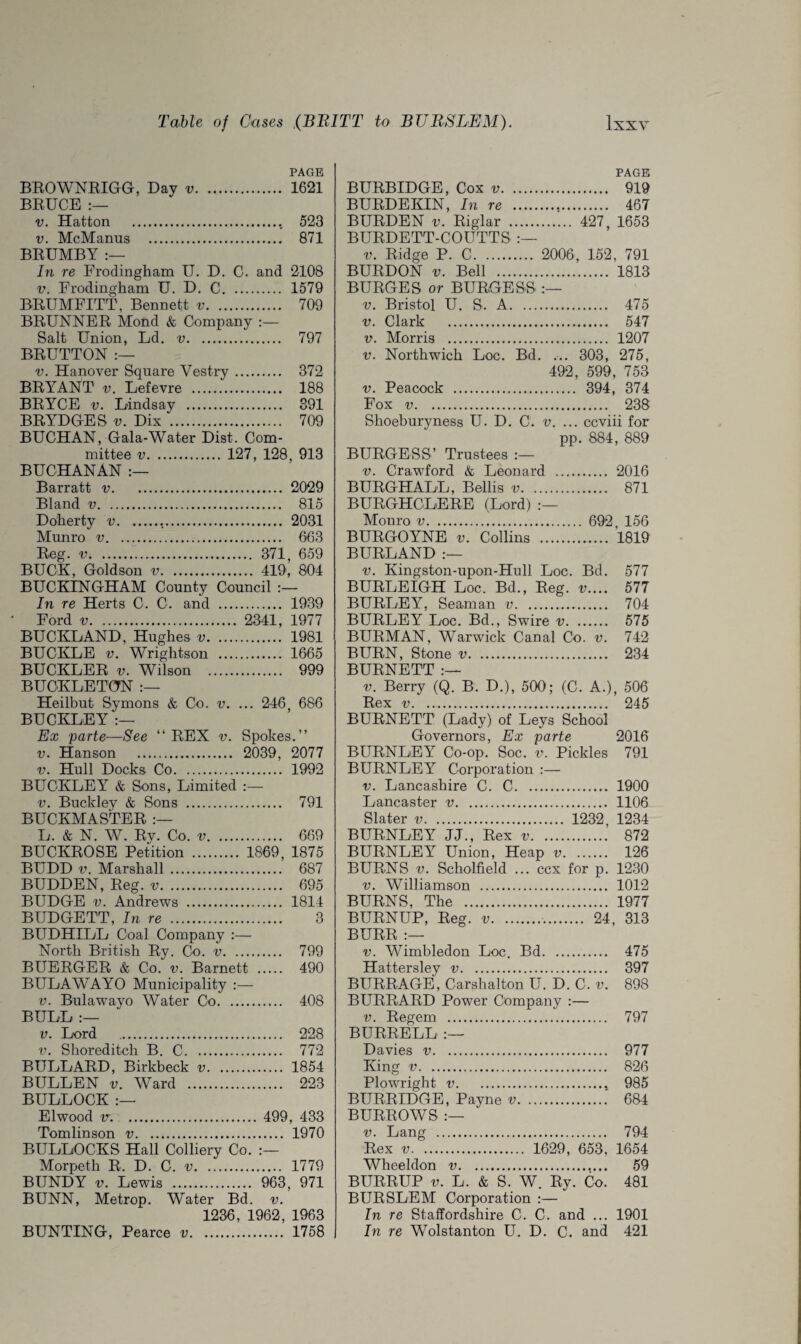 Table of Cases (BRITT to BURSLEM). lxxv
PAGE
BROWNRIGG, Day v. ............... 1621
BRUCE :—
v. Hatton ............................ 523
v. McManus ......................... 871
BRUMBY :—
In re Frodingham U. D. C. and 2108
v. Frodingham U. D. C. .......... 1579
BRUMFITT, Bennett v. ............ 709
BRUNNER Mond & Company :—
Salt Union, Ld. v. ............... 797
BRUTTON :—
v. Hanover Square Vestry ......... 372
BRYANT v. Lefevre ................ 188
BRYCE v. Lindsay .................. 391
BRYDGES v. Dix .................... 709
BUCHAN, Gala-Water Dist. Com-
mittee v. ............ 127, 128, 913
BUCHANAN :—
Barratt v. .......................... 2029
Bland v. ............................. 815
Doherty v. .......................... 2031
Munro v. ............................ 663
Reg. v. ........................ 371, 659
BUCK, Goldson v. ............... 419, 804
BUCKINGHAM County Council :—
In re Herts C. C. and ............ 1939
Ford v. ........................ 2341, 1977
BUCKLAND, Hughes v. ............ 1981
BUCKLE v. Wrightson ............ 1665
BUCKLER v. Wilson ............... 999
BUCKLETON :—
Heilbut Symons & Co. v. ... 246, 686
BUCKLEY :—
Ex parte—See “REX v. Spokes.”
v. Hanson .................. 2039, 2077
v. Hull Docks Co. ................. 1992
BUCKLEY & Sons, Limited :—
v. Buckley & Sons ................. 791
BUCKMASTER :—
L. & N. W. Ry. Co. v. ............ 669
BUCKROSE Petition ......... 1869, 1875
BUDD v. Marshall .................... 687
BUDDEN, Reg. v. .................... 695
BUDGE v. Andrews .................. 1814
BUDGETT, In re ..................... 3
BUDHILL Coal Company :—
North British Ry. Co. v. .......... 799
BUERGER & Co. v. Barnett ..... 490
BULAWAYO Municipality :—
v. Bulawayo Water Co. ........... 408
BULL :—
v. Lord .............................. 228
v. Shoreditch B. C. ................ 772
BULLARD, Birkbeck v. ............ 1854
BULLEN v. Ward .................. 223
BULLOCK :—
Elwood v. ........................ 499, 433
Tomlinson v. ........................ 1970
BULLOCKS Hall Colliery Co. :—
Morpeth R. D. C. v. ............... 1779
BUNDY v. Lewis ............... 963, 971
BUNN, Metrop. Water Bd. v.
1236, 1962, 1963
BUNTING, Pearce v. ................ 1758
PAGE
BURBIDGE, Cox v. ................... 919
BURDEKIN, In re .................... 467
BURDEN v. Riglar ............ 427, 1653
BURDETT-COUTTS :—
v. Ridge P. C. .......... 2006, 152, 791
BURDON v. Bell ..................... 1813
BURGES or BURGESS :—
v. Bristol U. S. A. ................. 475
v. Clark .............................. 547
v. Morris ............................ 1207
v. Northwich Loc. Bd. .... 303, 275,
492, 599, 753
v. Peacock ..................... 394, 374
Fox v. ................................ 238
Shoeburyness U. D. C. v. ... ccviii for
pp. 884, 889
BURGESS’ Trustees :—
v. Crawford & Leonard .......... 2016
BURGHALL, Bellis v. ............... 871
BURGHCLERE (Lord) :—
Monro v. ........................ 692, 156
BURGOYNE v. Collins ............. 1819
BURLAND :—
v. Kingston-upon-Hull Loc. Bd. 577
BURLEIGH Loc. Bd., Reg. v.... 577
BURLEY, Seaman v. ............... 704
BURLEY Loc. Bd., Swire v. ....... 575
BURMAN, Warwick Canal Co. v. 742
BURN, Stone v. ...................... 234
BURNETT :—
v. Berry (Q. B. D.), 500; (C. A.), 506
Rex v. ................................ 245
BURNETT (Lady) of Leys School
Governors, Ex parte 2016
BURNLEY Co-op. Soc. v. Pickles 791
BURNLEY Corporation :—
v. Lancashire C. C. ............... 1900
Lancaster v. ........................ 1106
Slater v. ........................ 1232, 1234
BURNLEY JJ., Rex v. ............. 872
BURNLEY Union, Heap v. ....... 126
BURNS v. Scholfield ... ccx for p. 1230
v. Williamson ...................... 1012
BURNS, The ......................... 1977
BURNUP, Reg. v. ................ 24, 313
BURR :—
v. Wimbledon Loc. Bd. ........... 475
Hattersley v. ........................ 397
BURRAGE, Carshalton U. D. C. v. 898
BURRARD Power Company :—
v. Regem ............................ 797
BURRELL :—
Davies v. ............................ 977
King v. .............................. 826
Plowright v. ......................... 985
BURRIDGE, Payne v. ............... 684
BURROWS :—
v. Lang .............................. 794
Rex v. ................... 1629, 653, 1654
Wheeldon v. ......................... 59
BURRUP v. L. & S. W. Ry. Co. 481
BURSLEM Corporation :—
In re Staffordshire C. C. and ... 1901
In re Wolstanton U. D. C. and 421